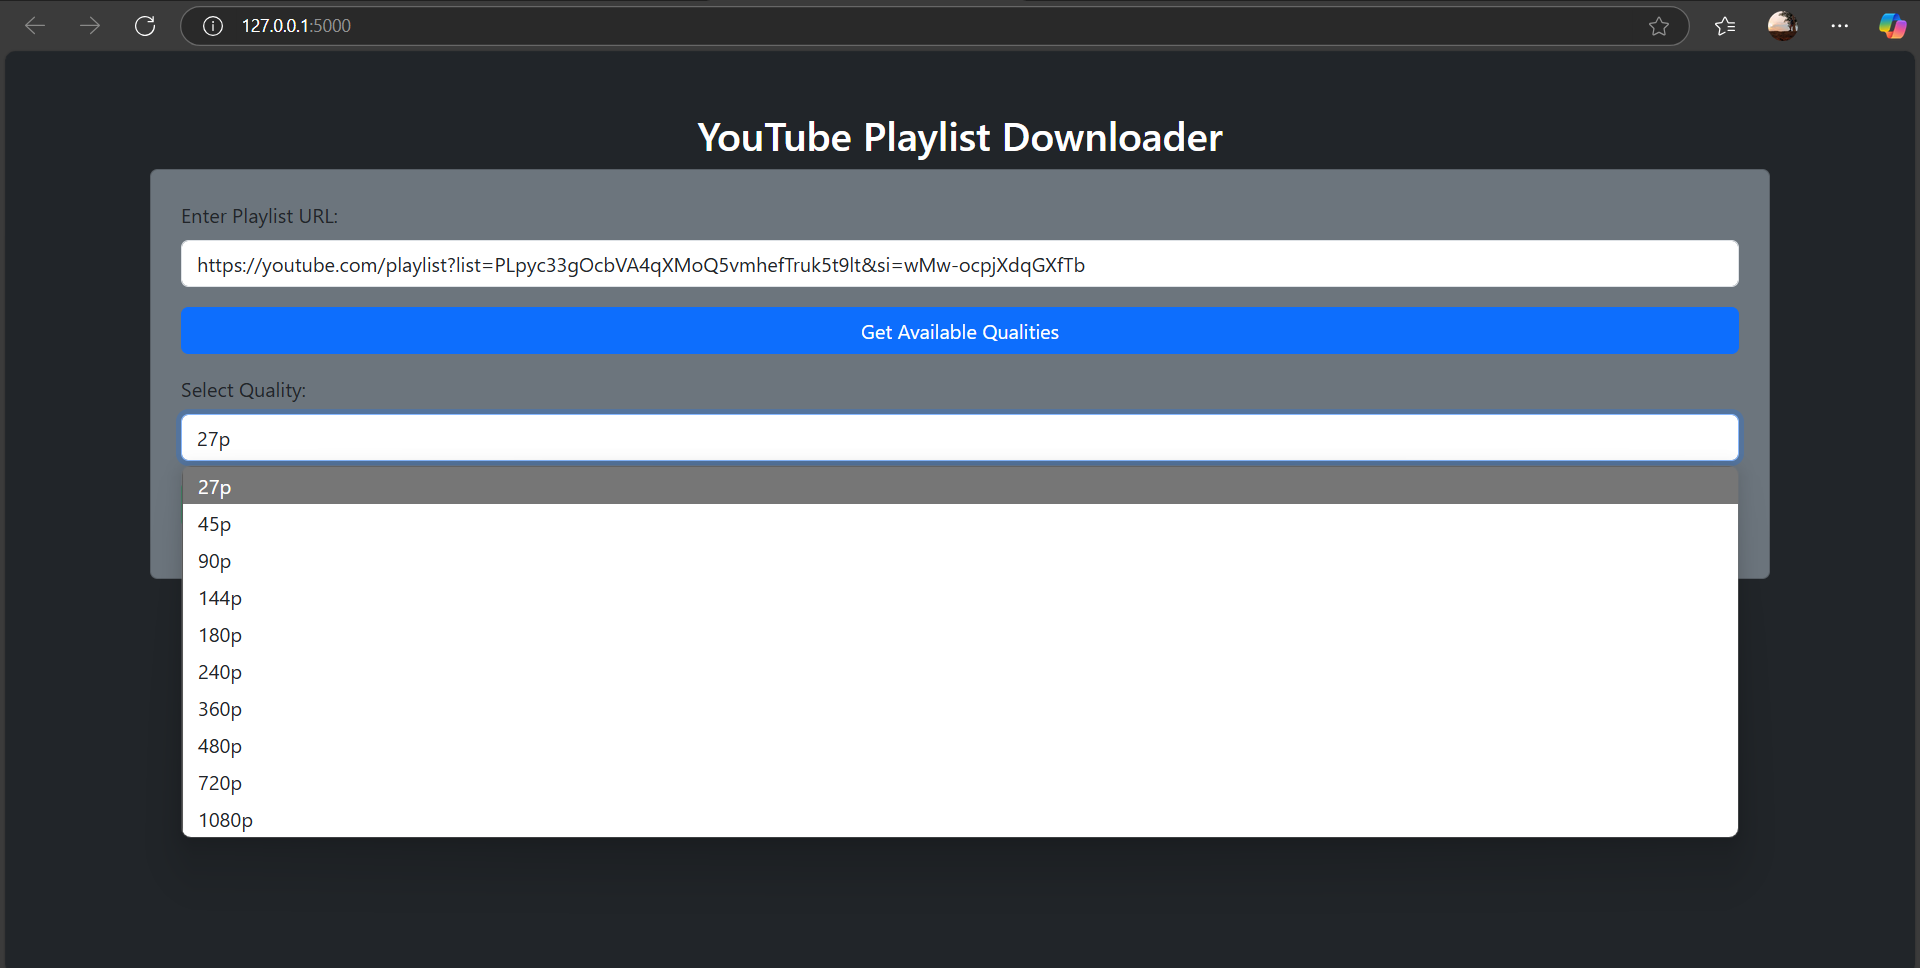 127.0.0.1:5000
YouTube Playlist Downloader
Enter Playlist URL:
https://youtube.com/playlist?list=PLpyc33gOcbVA4qXMoQ5vmhefTruk5t9lt&si=wMw-ocpjXdqGXfTb
Get Available Qualities
Select Quality:
27p
27p
45p
90p
144p
180p
240p
360p
480p
720p
1080p